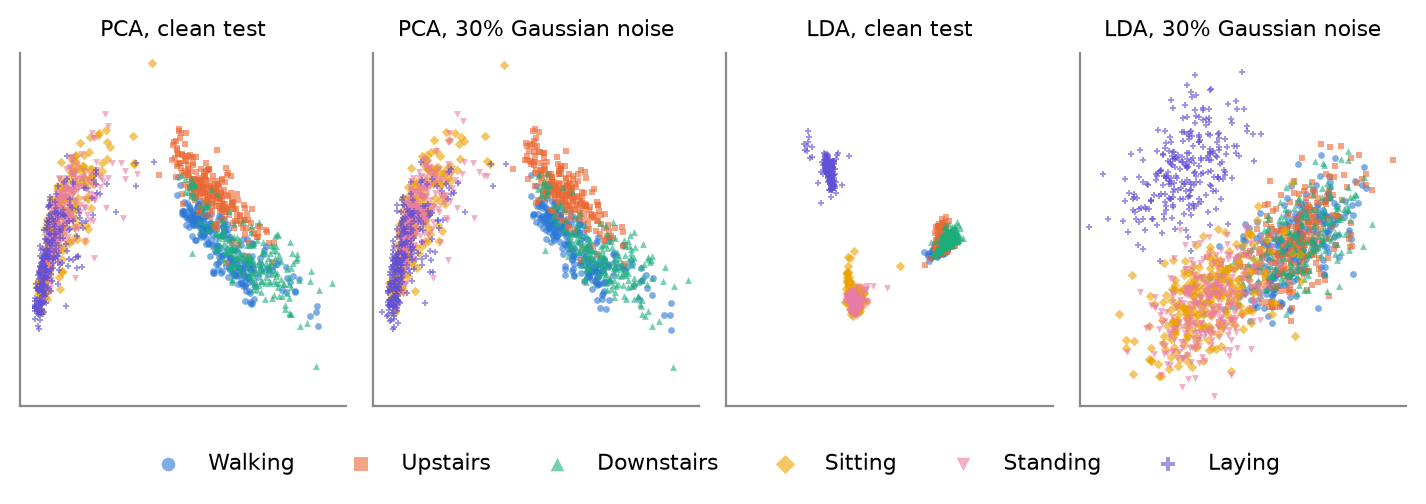 PCA, clean test
PCA, 30% Gaussian noise
LDA, clean test
LDA, 30% Gaussian noise
Walking
Upstairs
Downstairs
Sitting
Standing
Laying